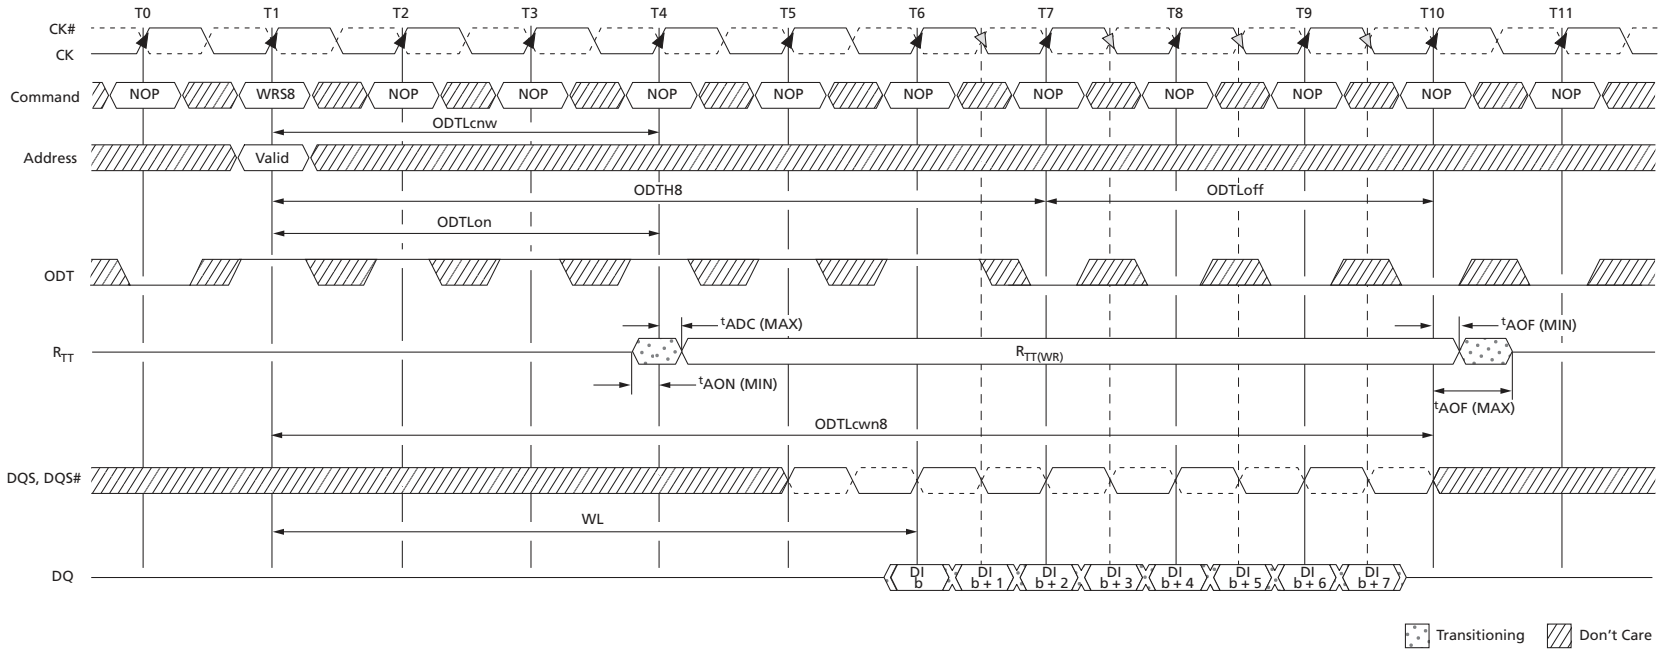 T0 T1 T2 T3 T4 T5 T6 T7 T8 T9 T10 T11
CK#
CK
Command NOP WRS8 NOP NOP NOP NOP NOP NOP NOP NOP NOP NOP
ODTLcnw
Address Valid
ODTH8 ODTLoff
ODTLon
ODT
tADC (MAX) tAOF (MIN)
RTT RTT(WR)
tAON (MIN)
tAOF (MAX)
ODTLcwn8
DQS, DQS#
WL
DQ
DI b
DI b + 1
DI b + 2
DI b + 3
DI b + 4
DI b + 5
DI b + 6
DI b + 7
Transitioning Don't Care